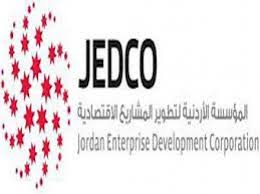 JEDCO
المؤسسة الأردنية لتطوير المشاريع الاقتصادية
Jordan Enterprise Development Corporation